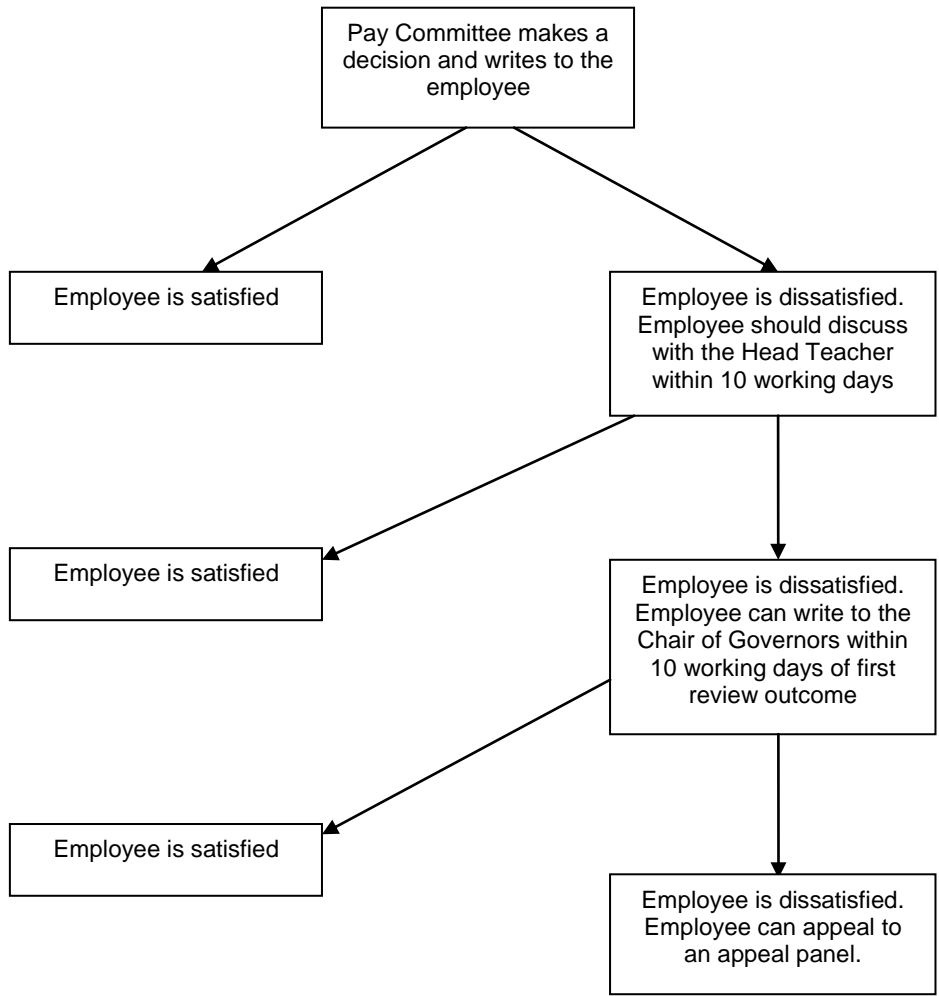 Pay Committee makes a
decision and writes to the
employee
Employee is satisfied
Employee is dissatisfied.
Employee should discuss
with the Head Teacher
within 10 working days
Employee is satisfied
Employee is dissatisfied.
Employee can write to the
Chair of Governors within
10 working days of first
review outcome
Employee is satisfied
Employee is dissatisfied.
Employee can appeal to
an appeal panel.